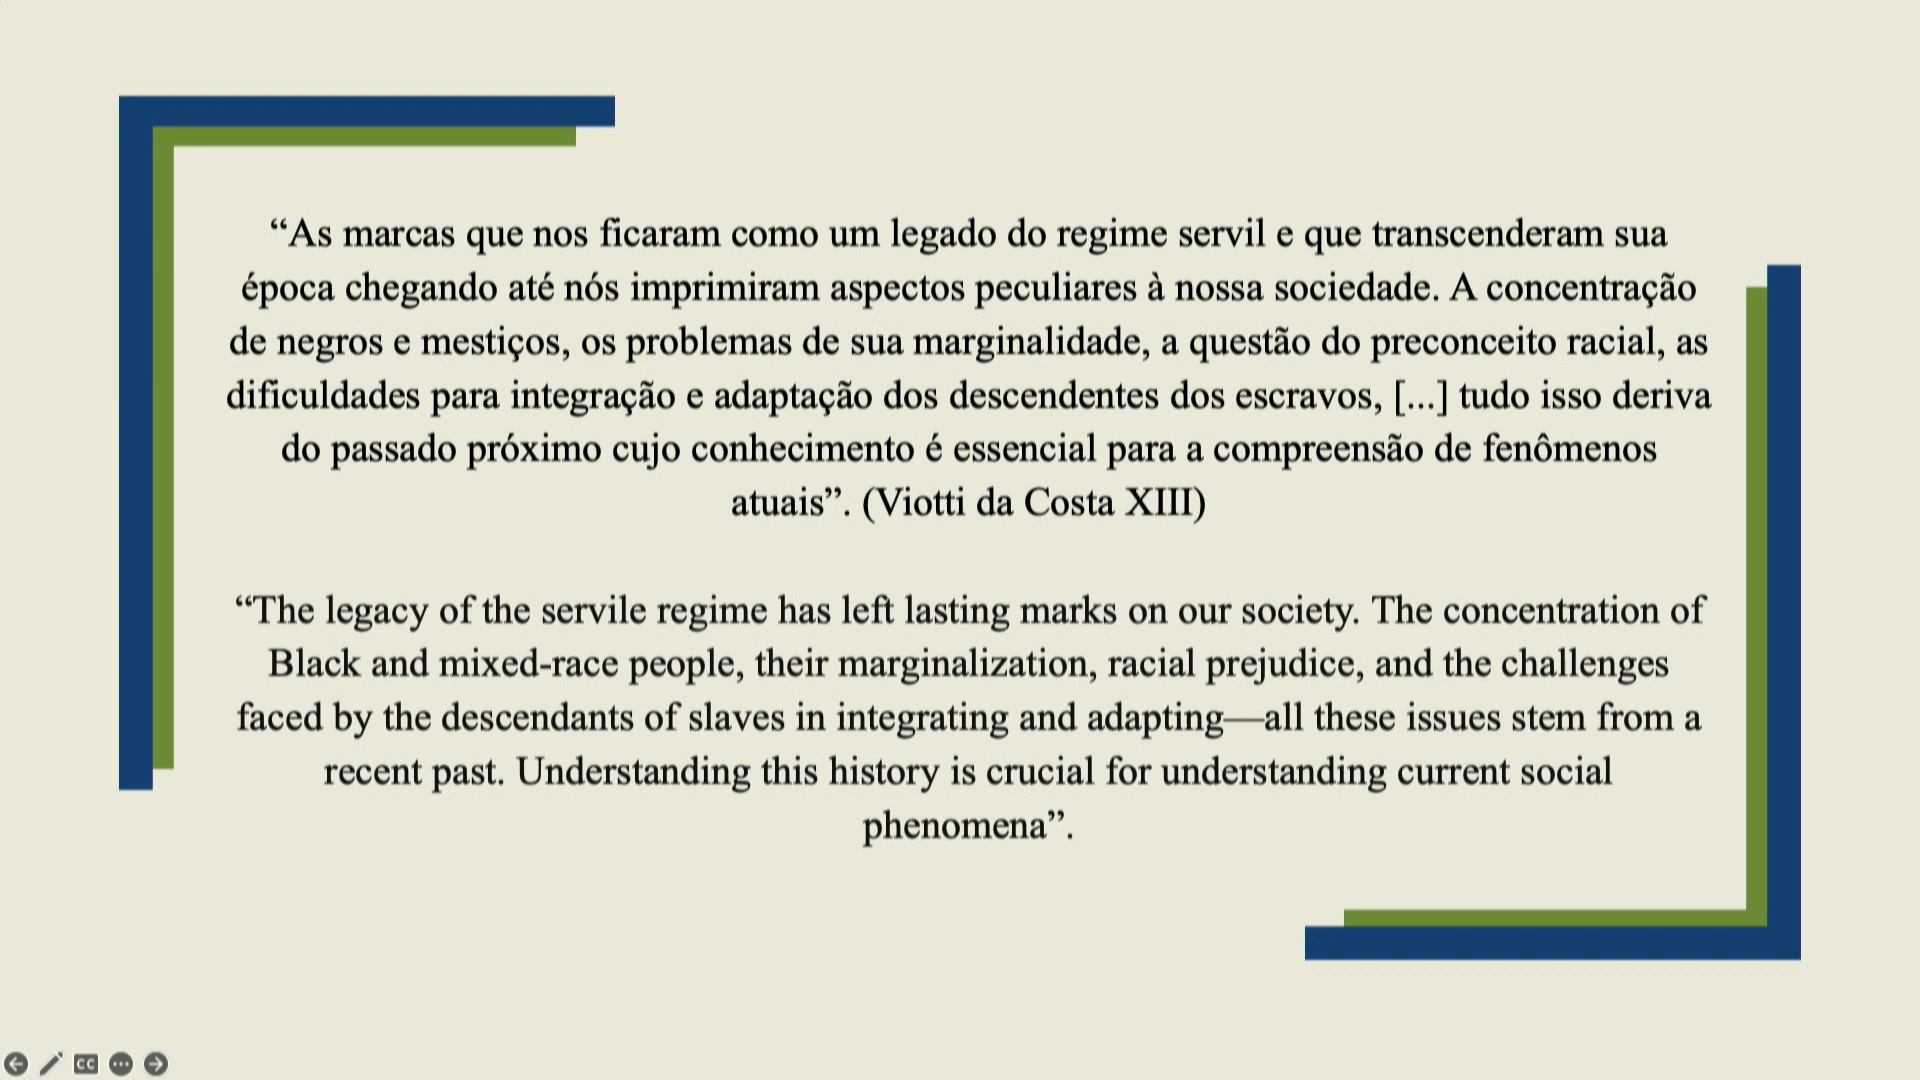 “As marcas que nos ficaram como um legado do regime servil e que transcenderam sua
época chegando até nós imprimiram aspectos peculiares à nossa sociedade. A concentração
de negros e mestiços, os problemas de sua marginalidade, a questão do preconceito racial, as
dificuldades para integração e adaptação dos descendentes dos escravos, [...] tudo isso deriva
do passado próximo cujo conhecimento é essencial para a compreensão de fenômenos
atuais”. (Viotti da Costa XIII)
“The legacy of the servile regime has left lasting marks on our society. The concentration of
Black and mixed-race people, their marginalization, racial prejudice, and the challenges
faced by the descendants of slaves in integrating and adapting—all these issues stem from a
recent past. Understanding this history is crucial for understanding current social
phenomena”.
CC